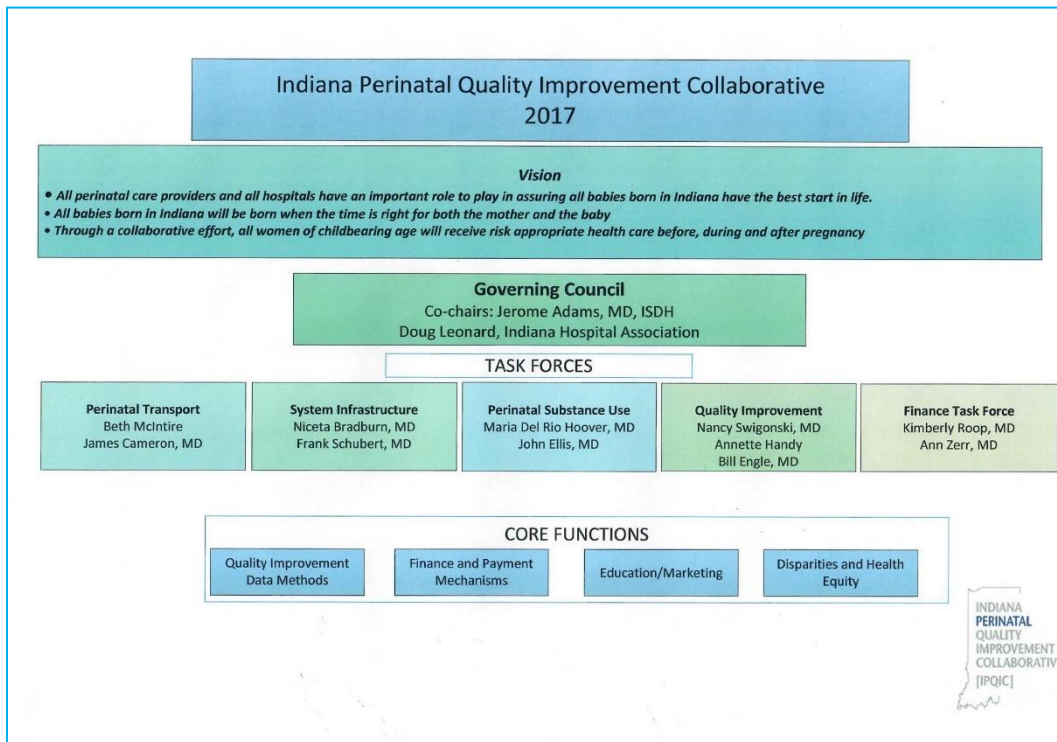 Indiana Perinatal Quality Improvement Collaborative
2017
Vision
• All perinatal care providers and all hospitals have an important role to play in assuring all babies born in Indiana have the best start in life.
• All babies born in Indiana will be born when the time is right for both the mother and the baby
• Through a collaborative effort, all women of childbearing age will receive risk appropriate health care before, during and after pregnancy
Governing Council
Co-chairs: Jerome Adams, MD, ISDH
Doug Leonard, Indiana Hospital Association
TASK FORCES
Perinatal Transport
Beth McIntire
James Cameron, MD
System Infrastructure
Niceta Bradburn, MD
Frank Schubert, MD
Perinatal Substance Use
Maria Del Rio Hoover, MD
John Ellis, MD
Quality Improvement
Nancy Swigonski, MD
Annette Handy
Bill Engle, MD
Finance Task Force
Kimberly Roop, MD
Ann Zerr, MD
CORE FUNCTIONS
Quality Improvement
Data Methods
Finance and Payment
Mechanisms
Education/Marketing
Disparities and Health
Equity
INDIANA
PERINATAL
QUALITY
IMPROVEMENT
COLLABORATIV
[IPQIC]